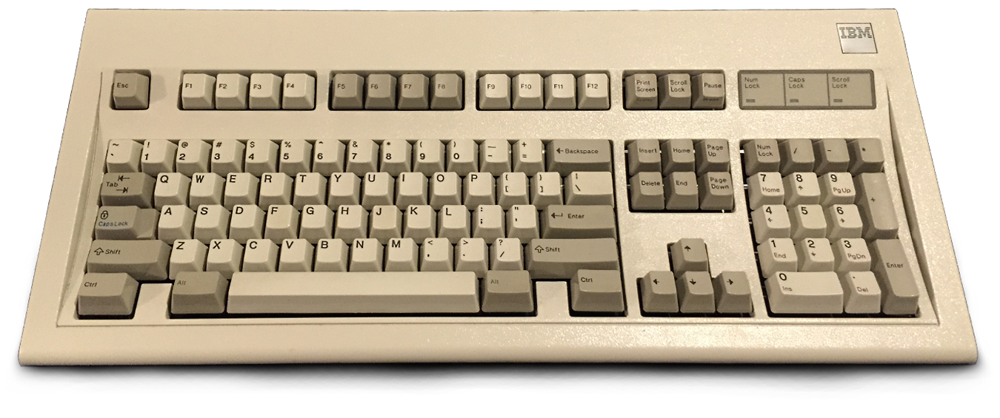 IBM
Esc F1 F2 F3 F4 F5 F6 F7 F8 F9 F10 F11 F12
Print
Screen
Scroll
Lock
Pause
Num
Lock
Caps
Lock
Scroll
Lock
~ ! @ # $ % ^ & * ( ) — +
` 1 2 3 4 5 6 7 8 9 0 - =
←Backspace
Insert Home Page
Up
Num
Lock
/ - *
Tab Q W E R T Y U I O P { } |
[ ] \
Delete End Page
Down
7 8 9
Home ↑ PgUp
+
Caps Lock A S D F G H J K L : "
; '
↵ Enter
4 5 6
← →
⇧Shift Z X C V B N M < > ?
, . /
⇧Shift
↑
1 2 3
End ↓ PgDn
Enter
Ctrl Alt Alt Ctrl
← ↓ →
0 .
Ins Del